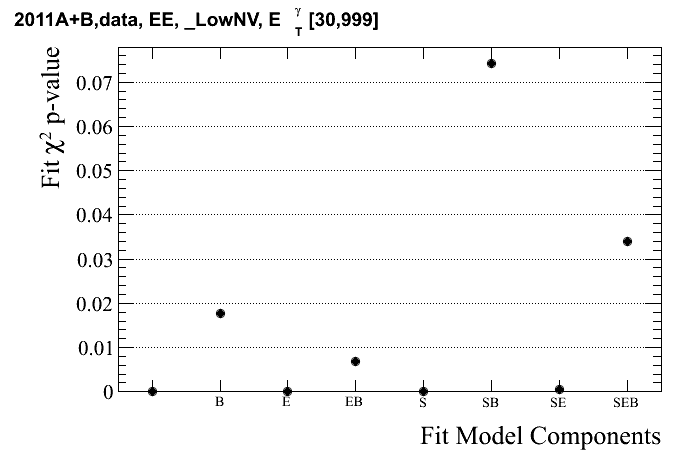 2011A+B,data, EE, _LowNV, E γ T [30,999]
Fit χ² p-value
0.07
0.06
0.05
0.04
0.03
0.02
0.01
0
B E EB S SB SE SEB
Fit Model Components